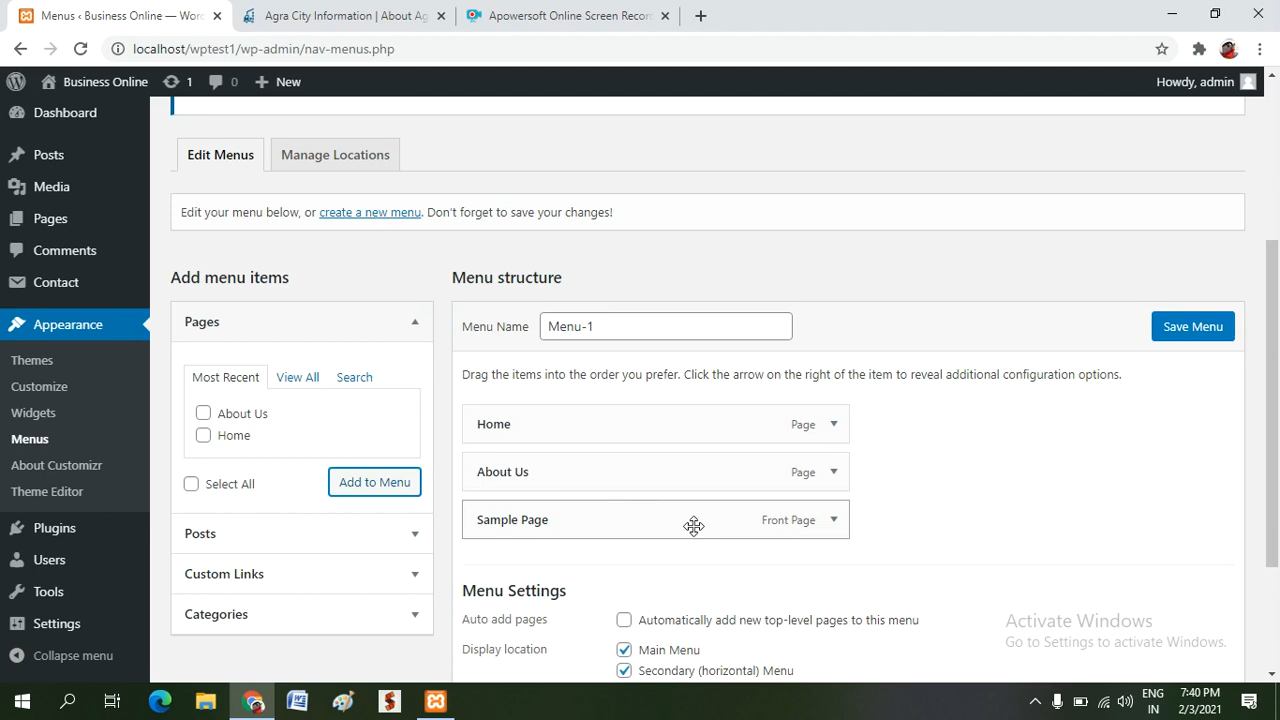 Menus ‹ Business Online — Wor
Agra City Information | About Ag
Apowersoft Online Screen Recor
localhost/wptest1/wp-admin/nav-menus.php
Business Online
1
0
New
Howdy, admin
Dashboard
Posts
Media
Pages
Comments
Contact
Appearance
Themes
Customize
Widgets
Menus
About Customizr
Theme Editor
Plugins
Users
Tools
Settings
Collapse menu
Edit Menus
Manage Locations
Edit your menu below, or create a new menu. Don't forget to save your changes!
Add menu items
Pages
Most Recent
View All
Search
About Us
Home
Select All
Add to Menu
Posts
Custom Links
Categories
Menu structure
Menu Name
Menu-1
Save Menu
Drag the items into the order you prefer. Click the arrow on the right of the item to reveal additional configuration options.
Home Page
About Us Page
Sample Page Front Page
Menu Settings
Auto add pages
Automatically add new top-level pages to this menu
Display location
Main Menu
Secondary (horizontal) Menu
Activate Windows
Go to Settings to activate Windows.
ENG
IN
7:40 PM
2/3/2021